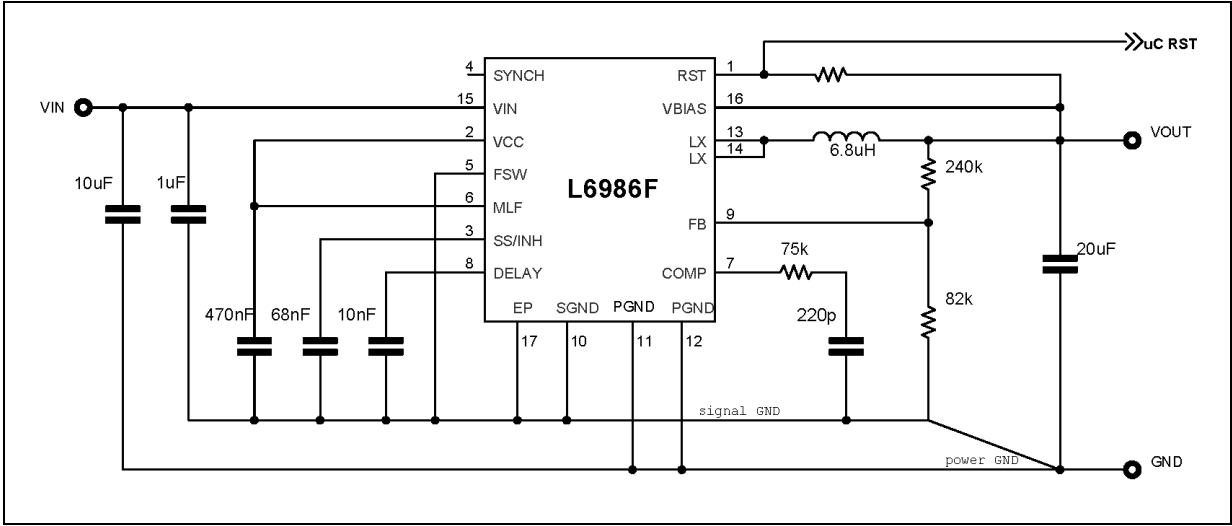 uC RST
4
SYNCH
RST
1
VIN
15
VIN
VBIAS
16
2
VCC
LX
13
LX
14
VOUT
6.8uH
5
FSW
10uF
1uF
L6986F
240k
6
MLF
FB
9
3
SS/INH
75k
20uF
8
DELAY
COMP
7
82k
470nF
68nF
10nF
EP
SGND
PGND
PGND
220p
17
10
11
12
signal GND
power GND
GND